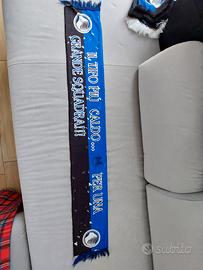 IL TIFO PIÙ CALDO... PER UNA
GRANDE SQUADRA!!!
subito